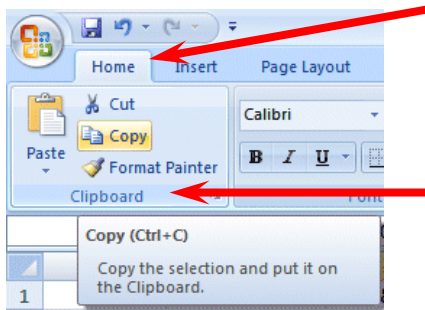 Home Insert Page Layout
Cut
Calibri
Copy
Paste
B I U
Format Painter
Clipboard Font
Copy (Ctrl+C)
Copy the selection and put it on
the Clipboard.
1